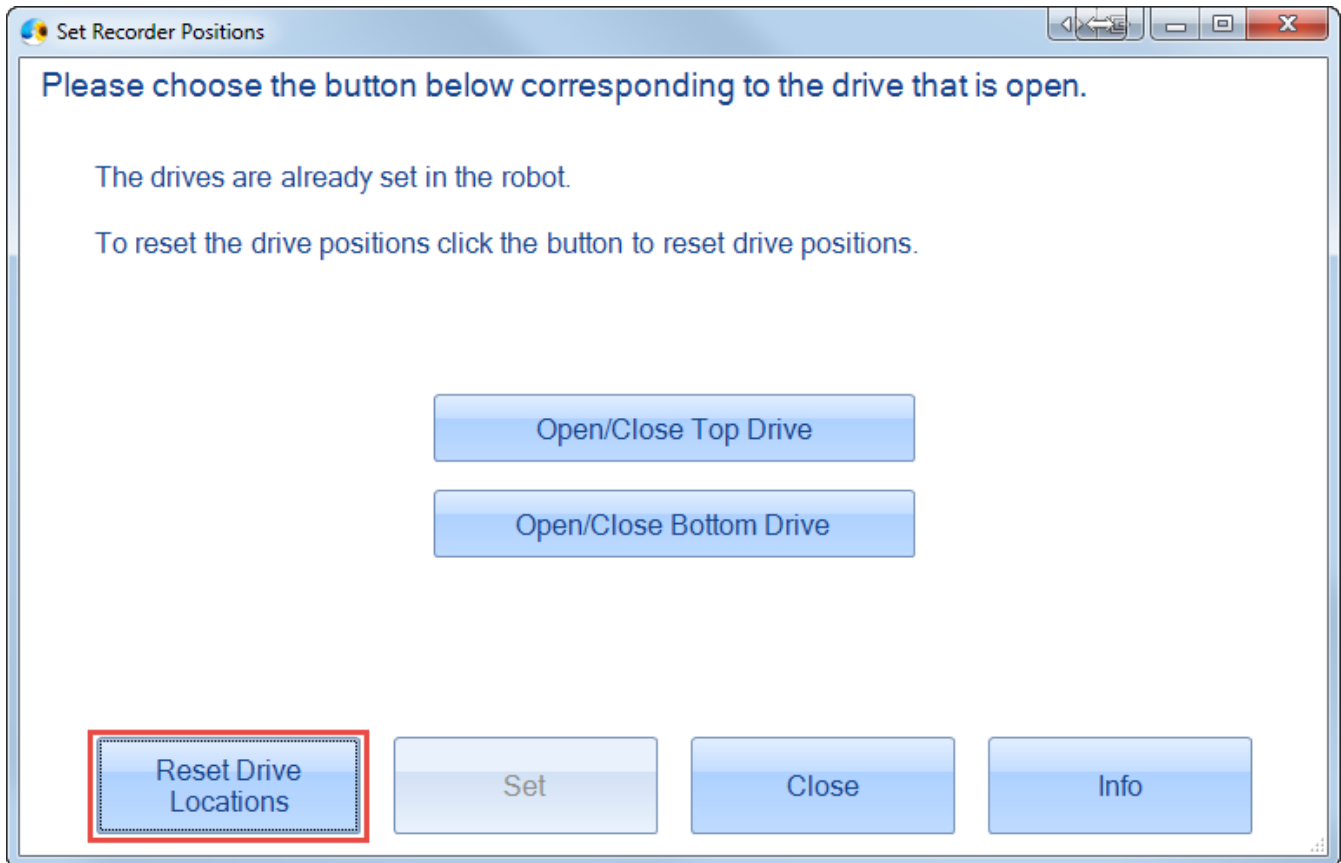 Set Recorder Positions
Please choose the button below corresponding to the drive that is open.
The drives are already set in the robot.
To reset the drive positions click the button to reset drive positions.
Open/Close Top Drive
Open/Close Bottom Drive
Reset Drive
Locations
Set
Close
Info